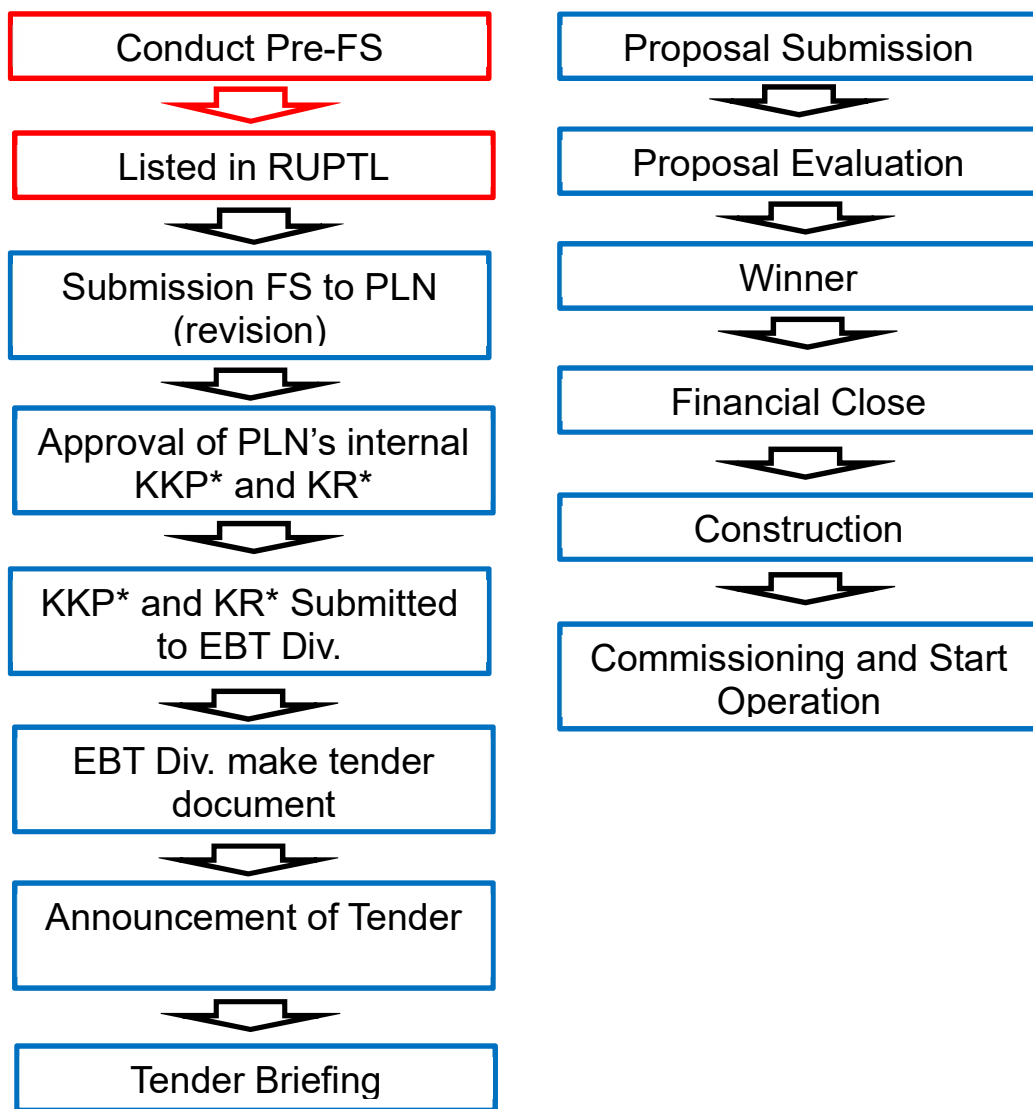 Conduct Pre-FS
Listed in RUPTL
Submission FS to PLN
(revision)
Approval of PLN’s internal
KKP* and KR*
KKP* and KR* Submitted
to EBT Div.
EBT Div. make tender
document
Announcement of Tender
Tender Briefing
Proposal Submission
Proposal Evaluation
Winner
Financial Close
Construction
Commissioning and Start
Operation